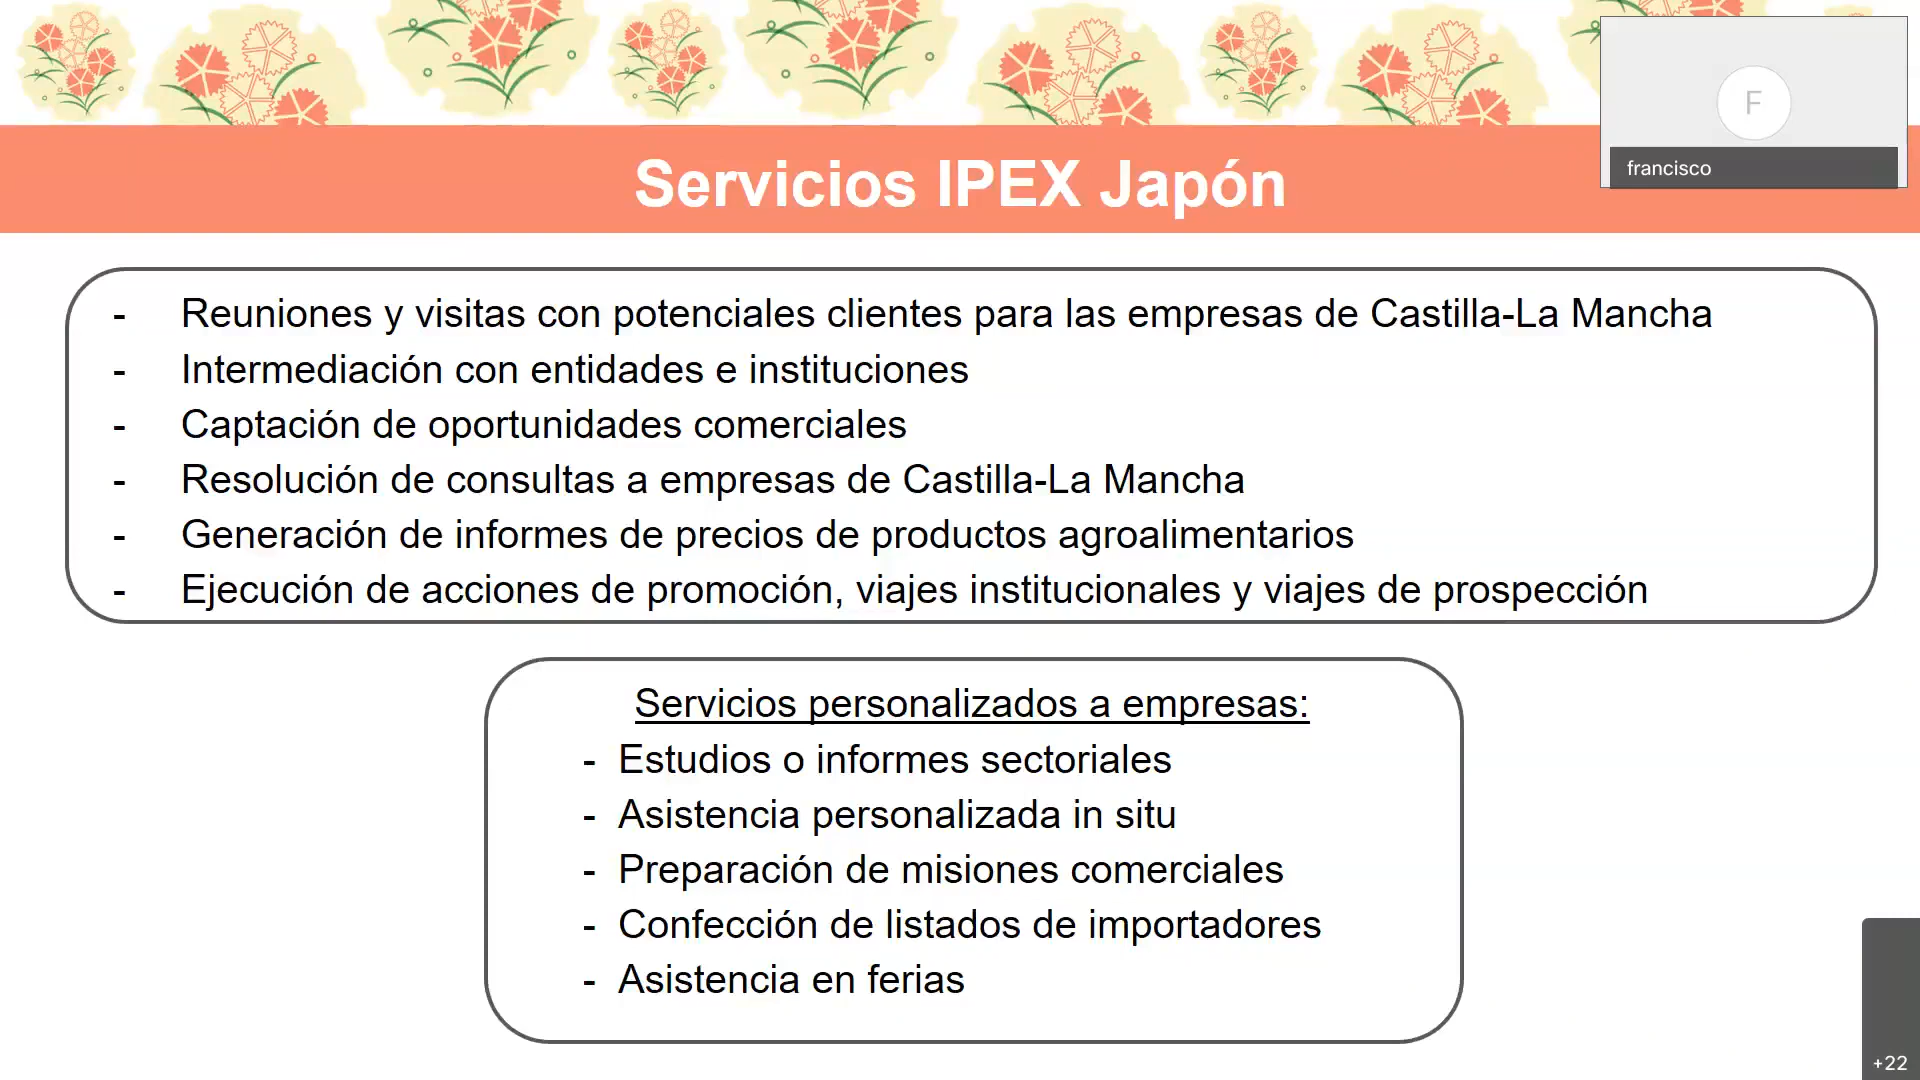 F
francisco
Servicios IPEX Japón
- Reuniones y visitas con potenciales clientes para las empresas de Castilla-La Mancha
- Intermediación con entidades e instituciones
- Captación de oportunidades comerciales
- Resolución de consultas a empresas de Castilla-La Mancha
- Generación de informes de precios de productos agroalimentarios
- Ejecución de acciones de promoción, viajes institucionales y viajes de prospección
Servicios personalizados a empresas:
- Estudios o informes sectoriales
- Asistencia personalizada in situ
- Preparación de misiones comerciales
- Confección de listados de importadores
- Asistencia en ferias
+22